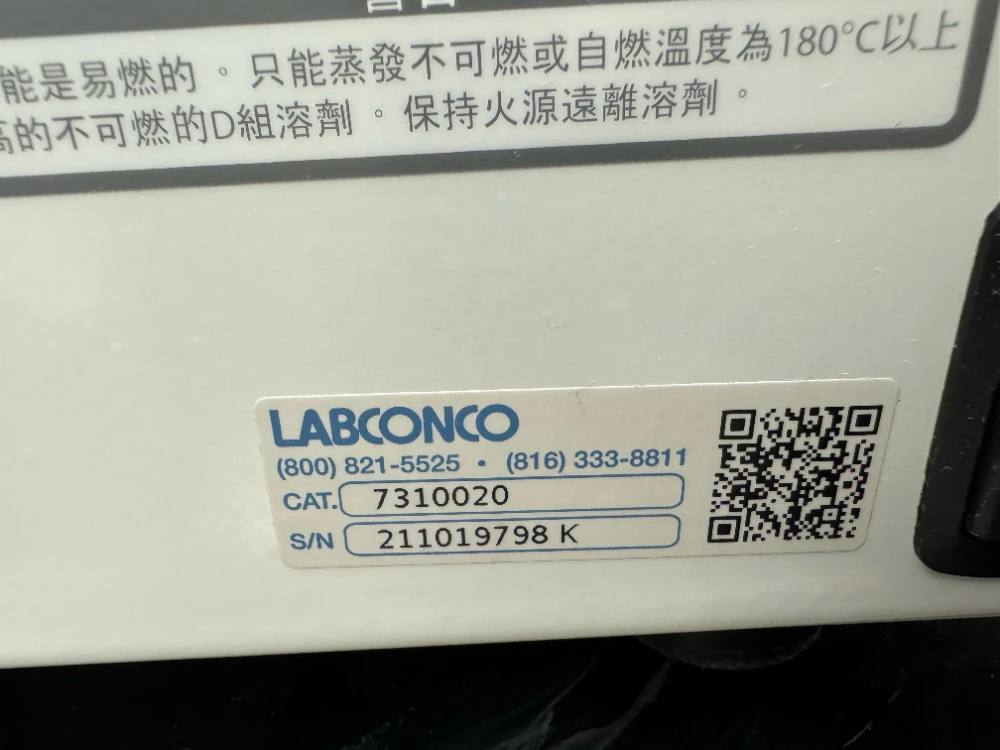 能是易燃的。只能蒸發不可燃或自燃溫度為180°C以上
高的不可燃的D組溶劑。保持火源遠離溶劑。
LABCONCO
(800) 821-5525 • (816) 333-8811
CAT. 7310020
S/N 211019798 K